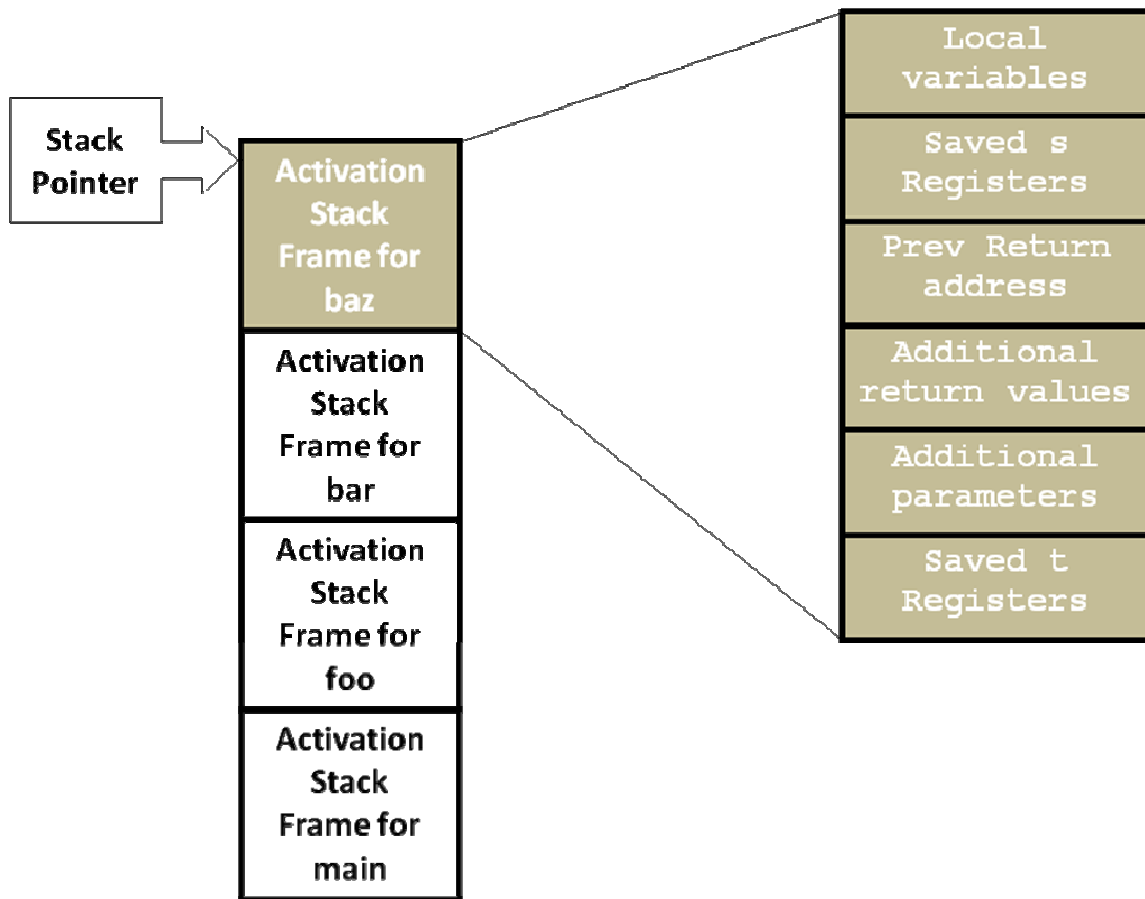 Stack
Pointer
Activation
Stack
Frame for
baz
Activation
Stack
Frame for
bar
Activation
Stack
Frame for
foo
Activation
Stack
Frame for
main
Local
variables
Saved s
Registers
Prev Return
address
Additional
return values
Additional
parameters
Saved t
Registers